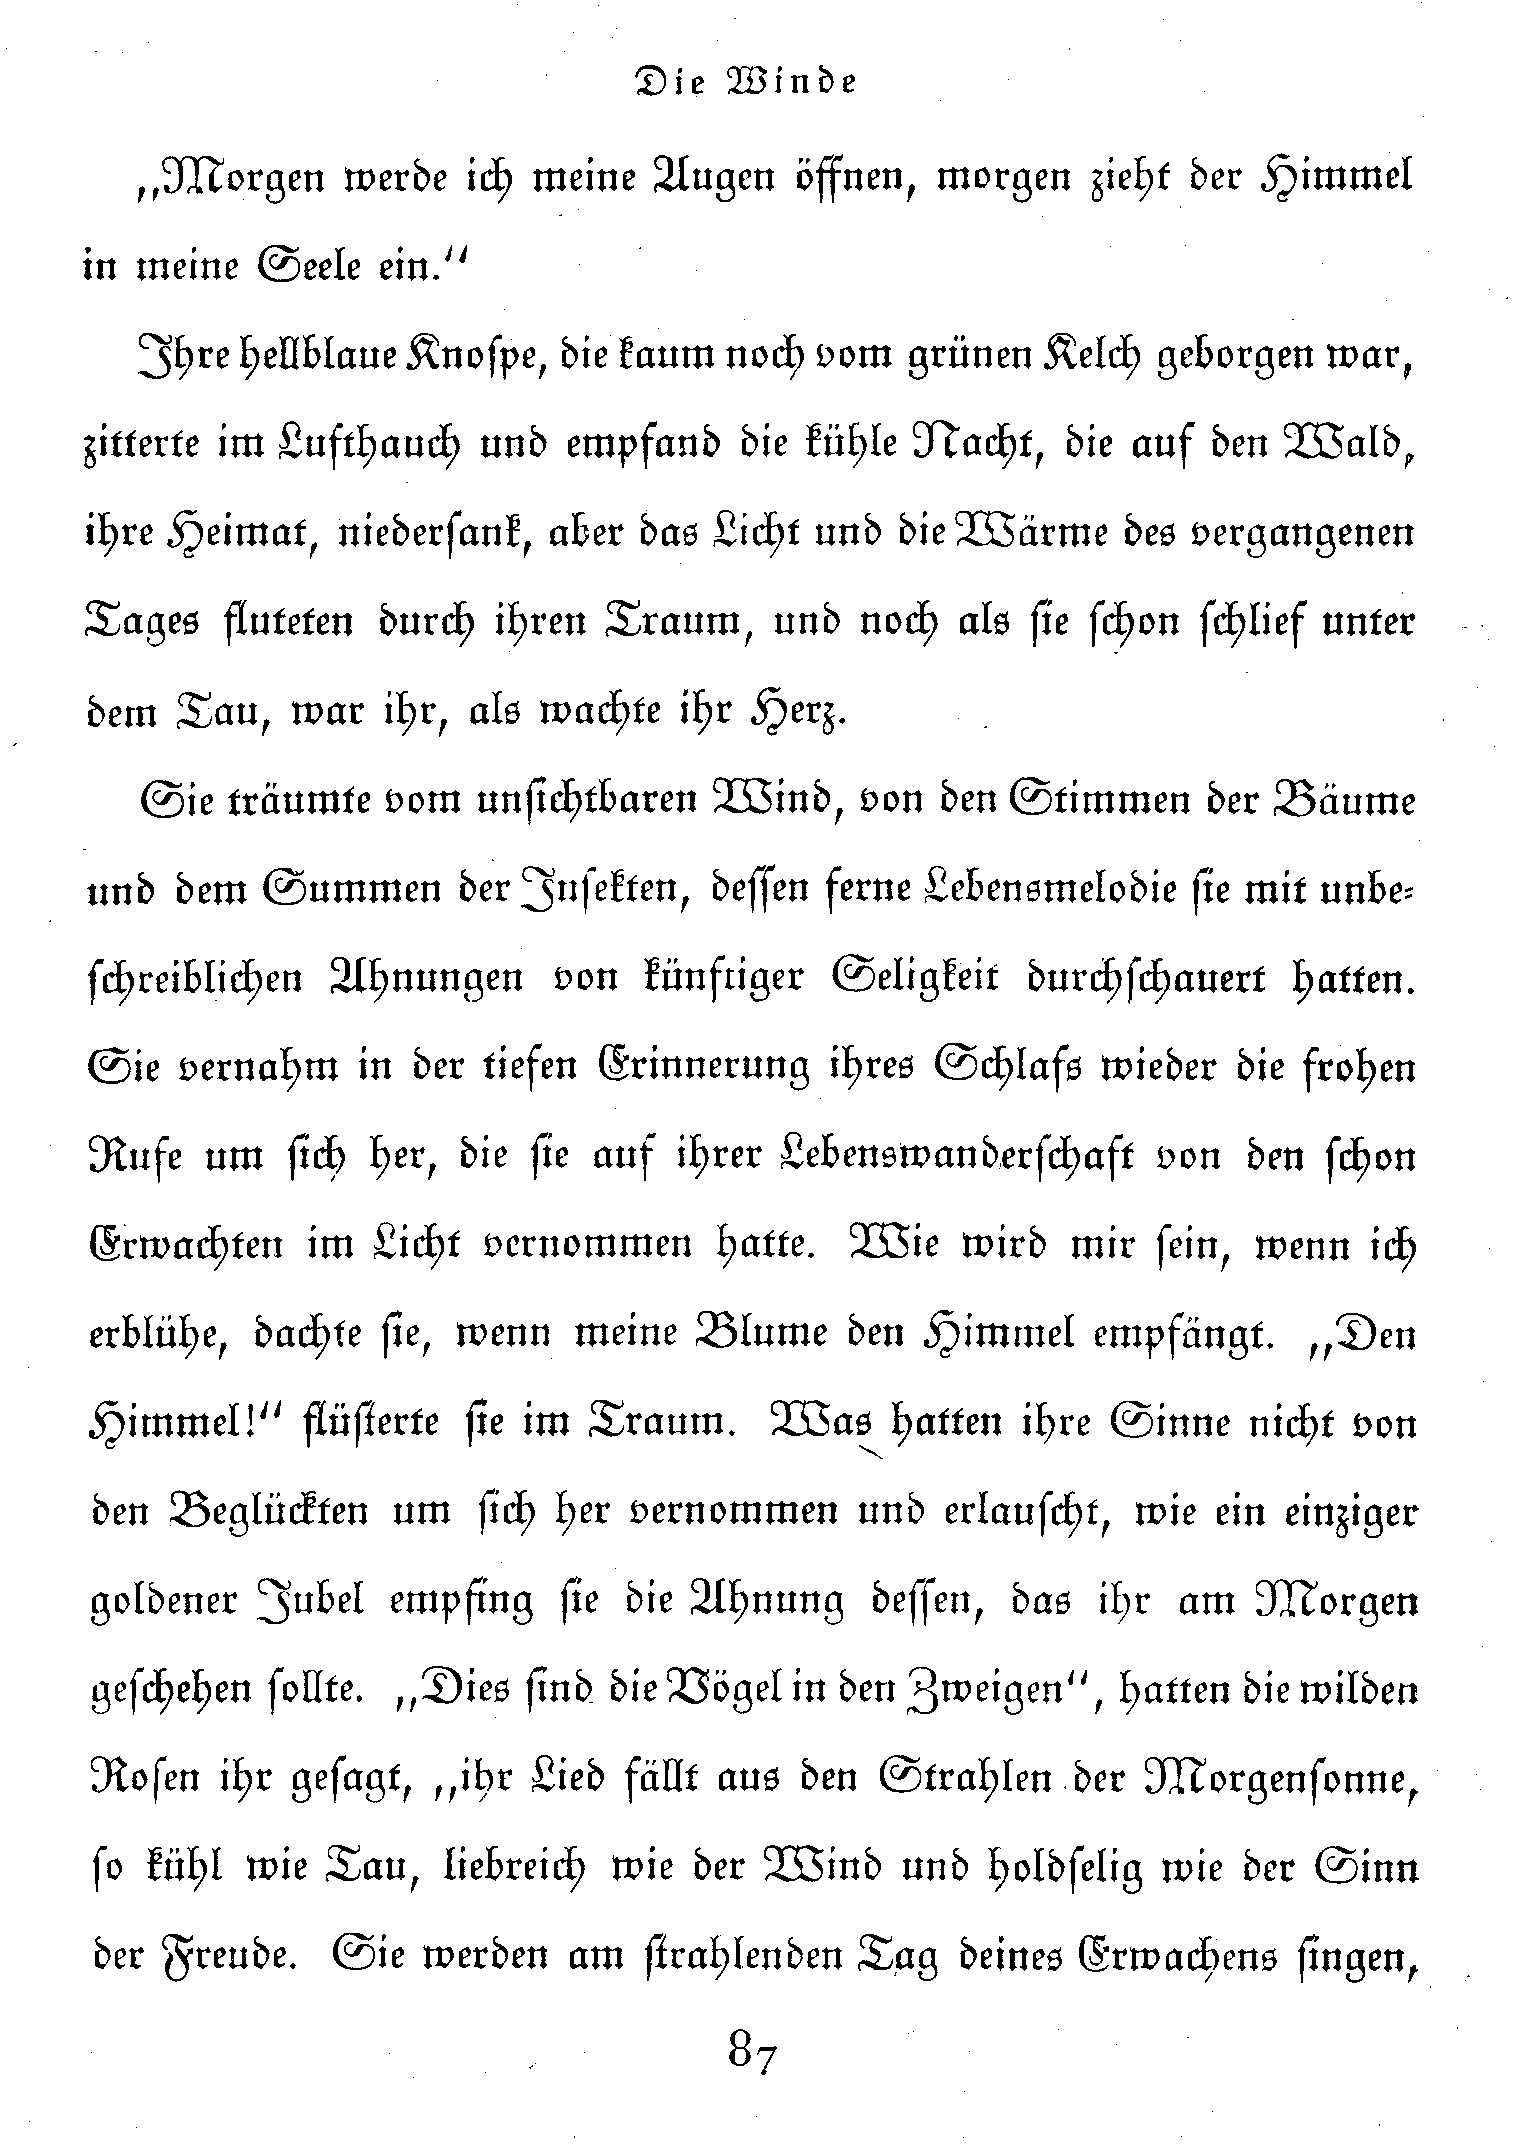 Die Winde
„Morgen werde ich meine Augen öffnen, morgen zieht der Himmel
in meine Seele ein.“
Ihre hellblaue Knoſpe, die kaum noch vom grünen Kelch geborgen war,
zitterte im Lufthauch und empfand die kühle Nacht, die auf den Wald,
ihre Heimat, niederſank, aber das Licht und die Wärme des vergangenen
Tages fluteten durch ihren Traum, und noch als ſie ſchon ſchlief unter
dem Tau, war ihr, als wachte ihr Herz.
Sie träumte vom unſichtbaren Wind, von den Stimmen der Bäume
und dem Summen der Inſekten, deſſen ferne Lebensmelodie ſie mit unbe⸗
ſchreiblichen Ahnungen von künftiger Seligkeit durchſchauert hatten.
Sie vernahm in der tiefen Erinnerung ihres Schlafs wieder die frohen
Rufe um ſich her, die ſie auf ihrer Lebenswanderſchaft von den ſchon
Erwachten im Licht vernommen hatte. Wie wird mir ſein, wenn ich
erblühe, dachte ſie, wenn meine Blume den Himmel empfängt. „Den
Himmel!“ flüſterte ſie im Traum. Was hatten ihre Sinne nicht von
den Beglückten um ſich her vernommen und erlauſcht, wie ein einziger
goldener Jubel empfing ſie die Ahnung deſſen, das ihr am Morgen
geſchehen ſollte. „Dies ſind die Vögel in den Zweigen“, hatten die wilden
Roſen ihr geſagt, „ihr Lied fällt aus den Strahlen der Morgenſonne,
ſo kühl wie Tau, liebreich wie der Wind und holdſelig wie der Sinn
der Freude. Sie werden am ſtrahlenden Tag deines Erwachens ſingen,
87